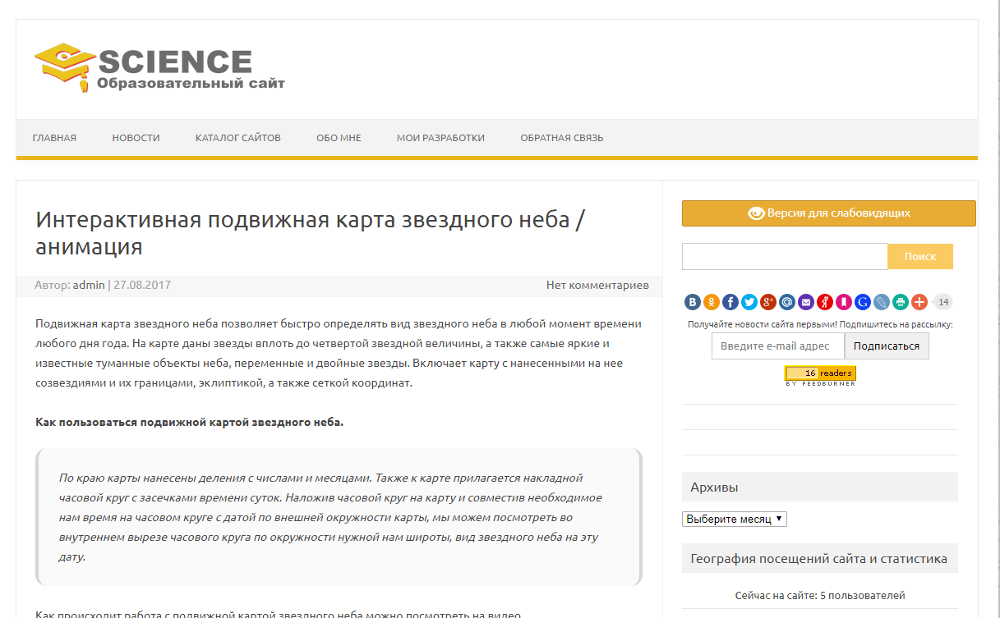 SCIENCE
Образовательный сайт
ГЛАВНАЯ НОВОСТИ КАТАЛОГ САЙТОВ ОБО МНЕ МОИ РАЗРАБОТКИ ОБРАТНАЯ СВЯЗЬ
Интерактивная подвижная карта звездного неба /
анимация
Автор: admin | 27.08.2017 Нет комментариев
Подвижная карта звездного неба позволяет быстро определять вид звездного неба в любой момент времени
любого дня года. На карте даны звезды вплоть до четвертой звездной величины, а также самые яркие и
известные туманные объекты неба, переменные и двойные звезды. Включает карту с нанесенными на нее
созвездиями и их границами, эклиптикой, а также сеткой координат.
Как пользоваться подвижной картой звездного неба.
По краю карты нанесены деления с числами и месяцами. Также к карте прилагается накладной
часовой круг с засечками времени суток. Наложив часовой круг на карту и совместив необходимое
нам время на часовом круге с датой по внешней окружности карты, мы можем посмотреть во
внутреннем вырезе часового круга по окружности нужной нам широты, вид звездного неба на эту
дату.
Как происходит работа с подвижной картой звездного неба можно посмотреть на видео
Версия для слабовидящих
Поиск
14
Получайте новости сайта первыми! Подпишитесь на рассылку:
Введите e-mail адрес Подписаться
16 readers
BY FEEDBURNER
Архивы
Выберите месяц
География посещений сайта и статистика
Сейчас на сайте: 5 пользователей